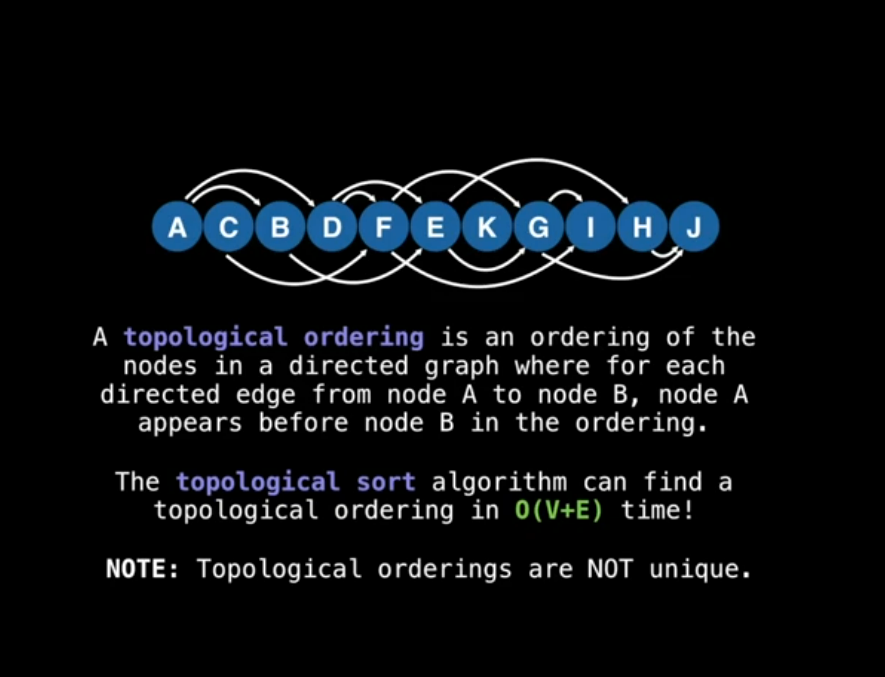 A C B D F E K G I H J
A topological ordering is an ordering of the
nodes in a directed graph where for each
directed edge from node A to node B, node A
appears before node B in the ordering.
The topological sort algorithm can find a
topological ordering in O(V+E) time!
NOTE: Topological orderings are NOT unique.